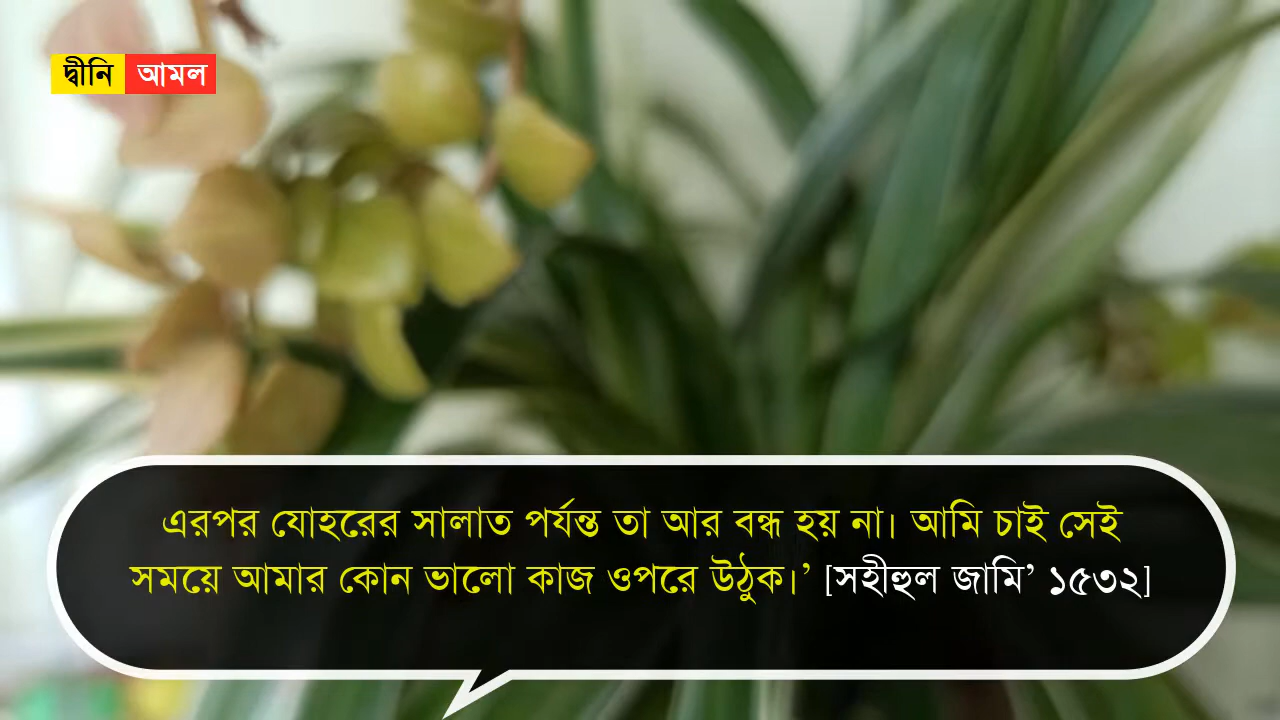 দ্বীনি আমল
এরপর যোহরের সালাত পর্যন্ত তা আর বন্ধ হয় না। আমি চাই সেই
সময়ে আমার কোন ভালো কাজ ওপরে উঠুক।’ [সহীহুল জামি’ ১৫৩২]